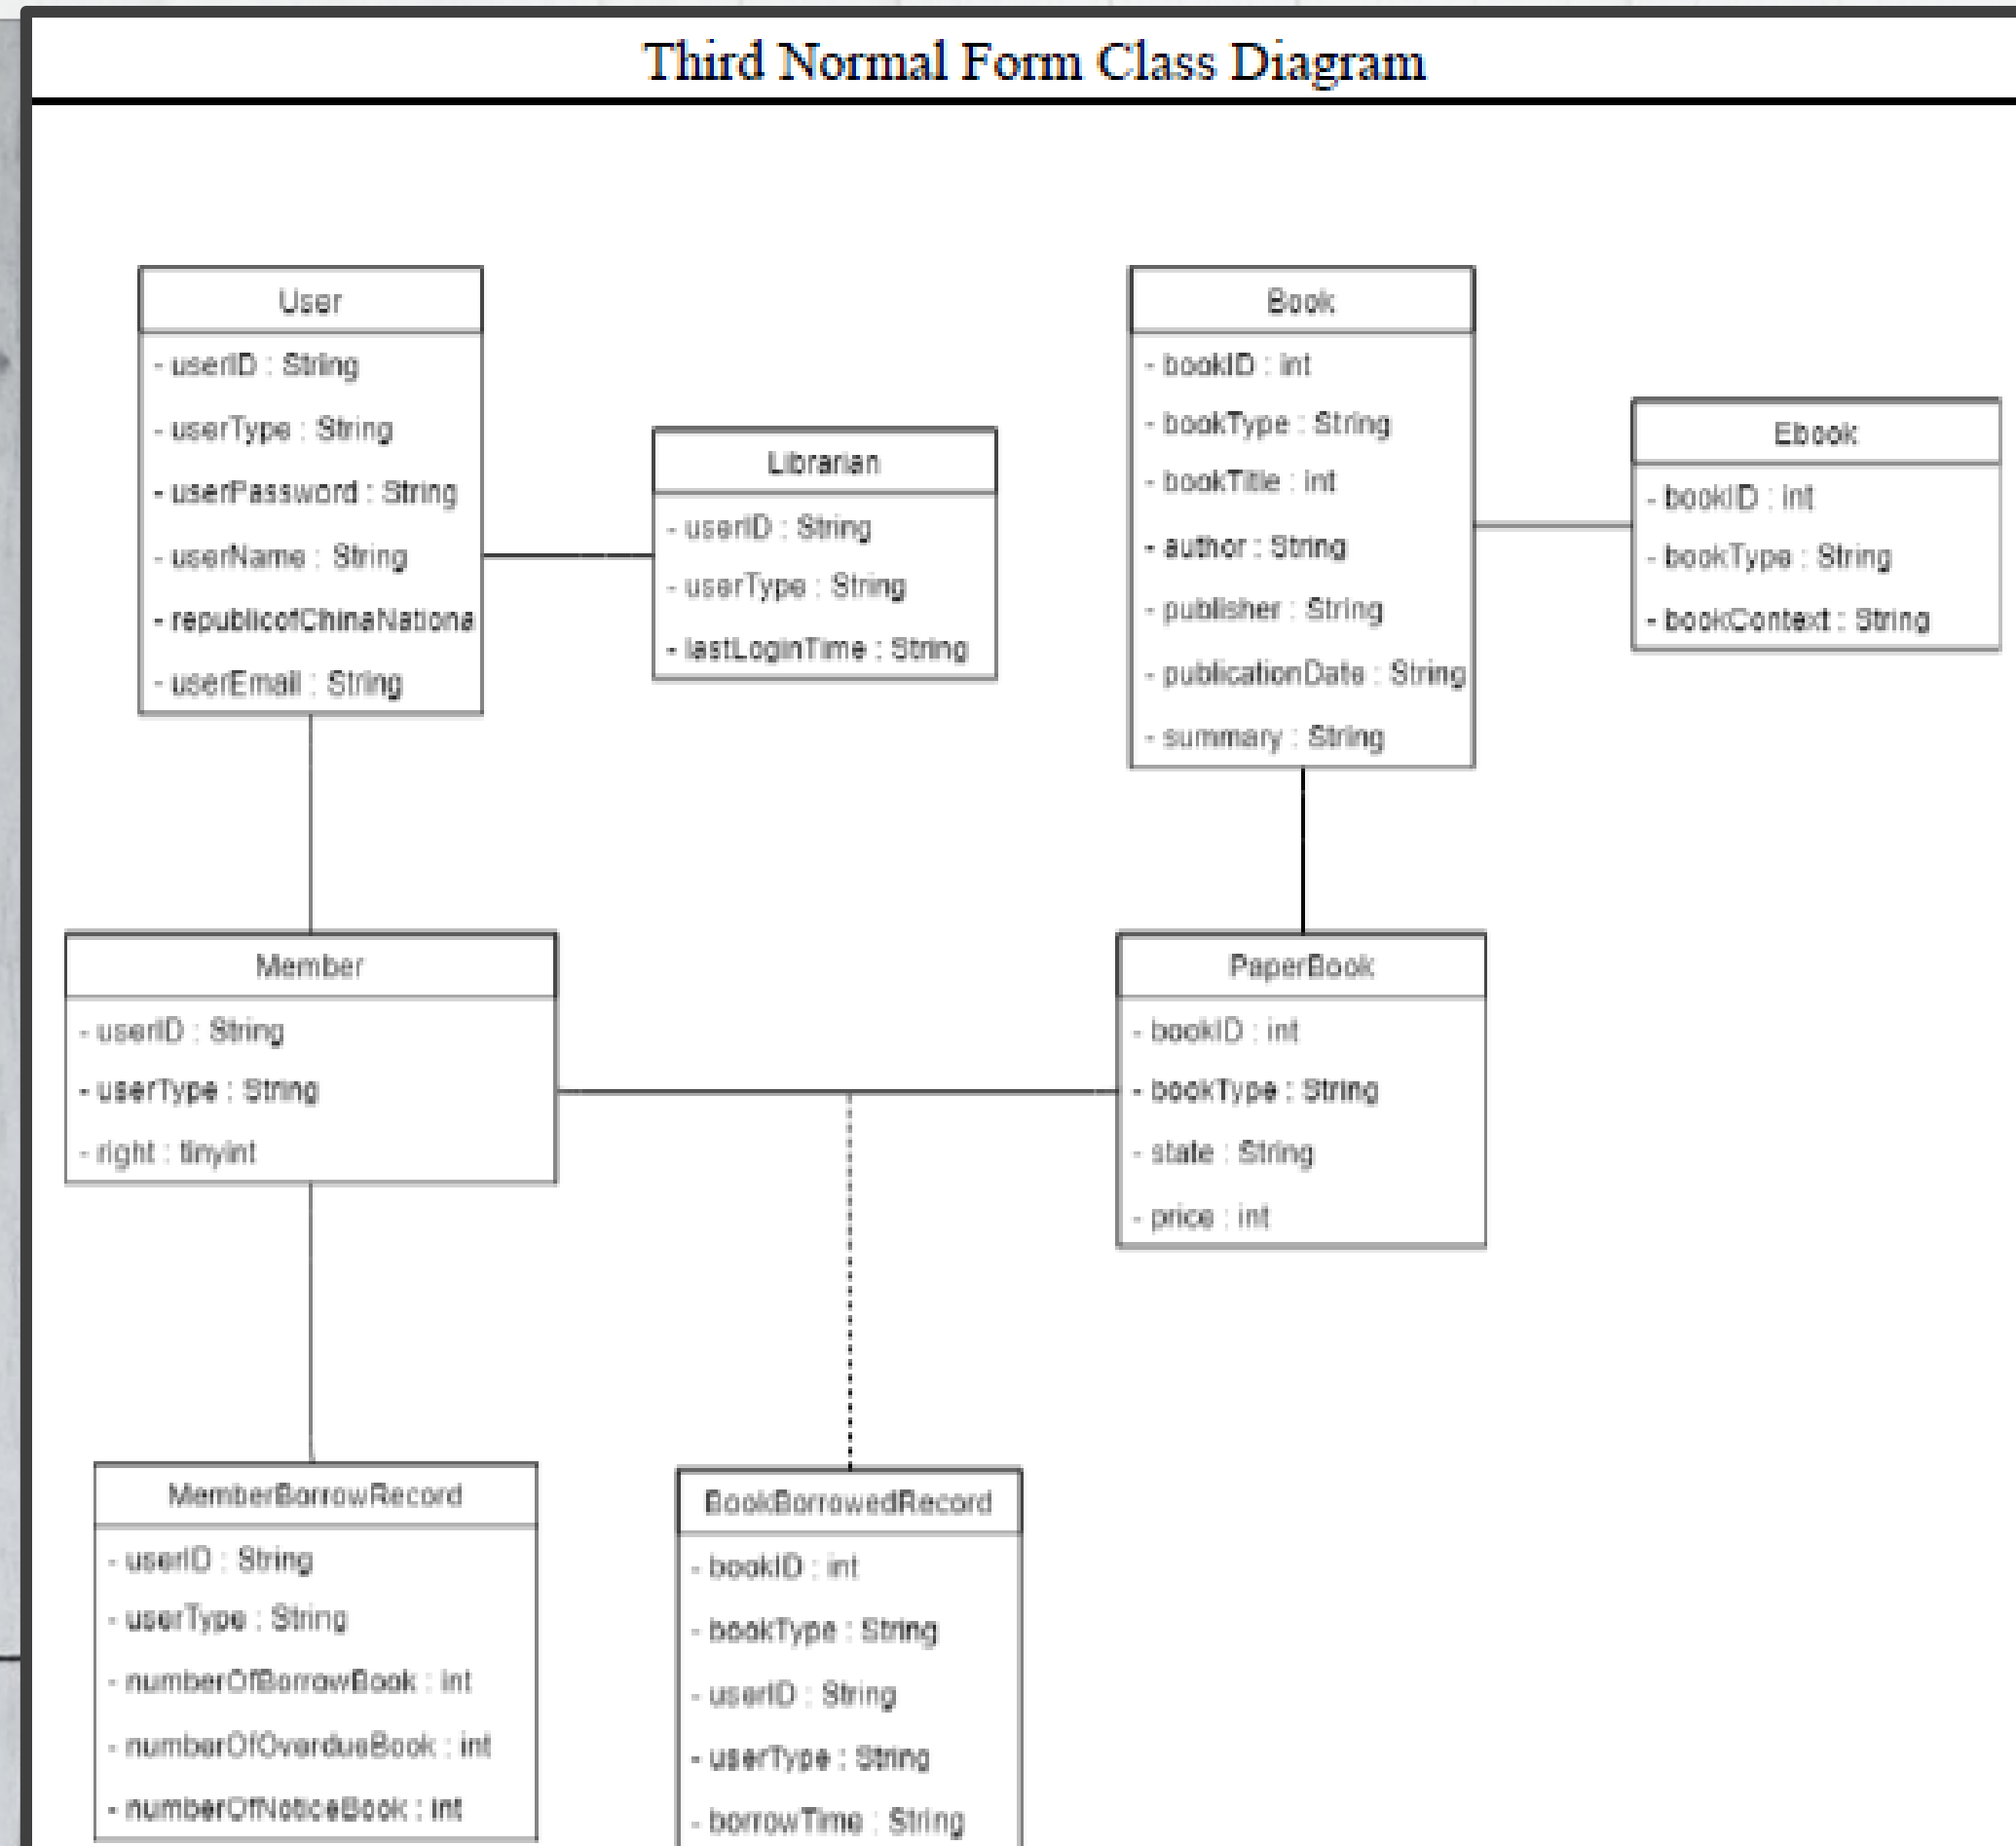 Third Normal Form Class Diagram
User
- userID : String
- userType : String
- userPassword : String
- userName : String
- republicofChinaNationa
- userEmail : String
Librarian
- userID : String
- userType : String
- lastLoginTime : String
Book
- bookID : int
- bookType : String
- bookTitle : int
- author : String
- publisher : String
- publicationDate : String
- summary : String
Ebook
- bookID : int
- bookType : String
- bookContext : String
Member
- userID : String
- userType : String
- right : tinyint
PaperBook
- bookID : int
- bookType : String
- state : String
- price : int
MemberBorrowRecord
- userID : String
- userType : String
- numberOfBorrowBook : int
- numberOfOverdueBook : int
- numberOfNoticeBook : int
BookBorrowedRecord
- bookID : int
- bookType : String
- userID : String
- userType : String
- borrowTime : String